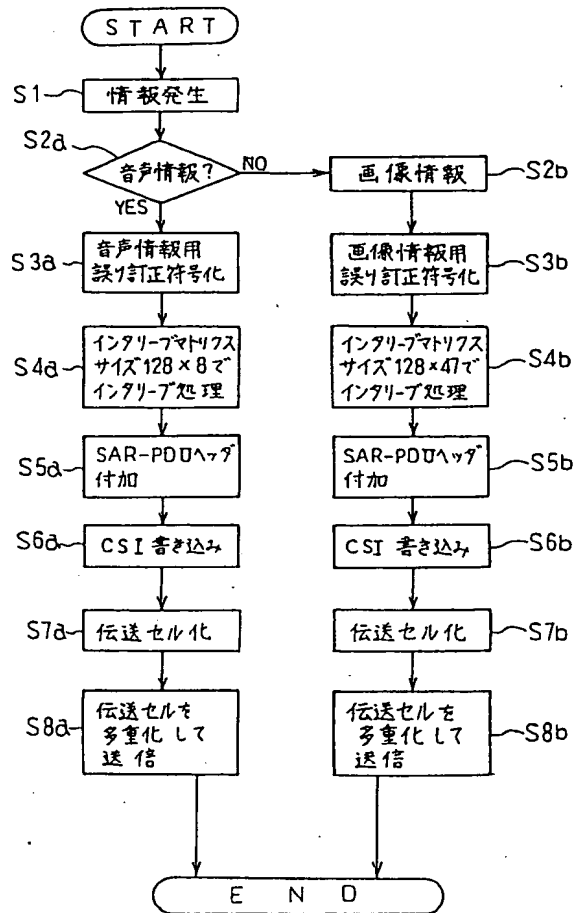 START
S1
情報発生
S2a
音声情報?
NO
画像情報
S2b
YES
S3a
音声情報用
誤り訂正符号化
画像情報用
誤り訂正符号化
S3b
S4a
インタリーブマトリクス
サイズ128×8で
インタリーブ処理
インタリーブマトリクス
サイズ128×47で
インタリーブ処理
S4b
S5a
SAR-PDUヘッダ
付加
SAR-PDUヘッダ
付加
S5b
S6a
CSI 書き込み
CSI 書き込み
S6b
S7a
伝送セル化
伝送セル化
S7b
S8a
伝送セルを
多重化して
送信
伝送セルを
多重化して
送信
S8b
END